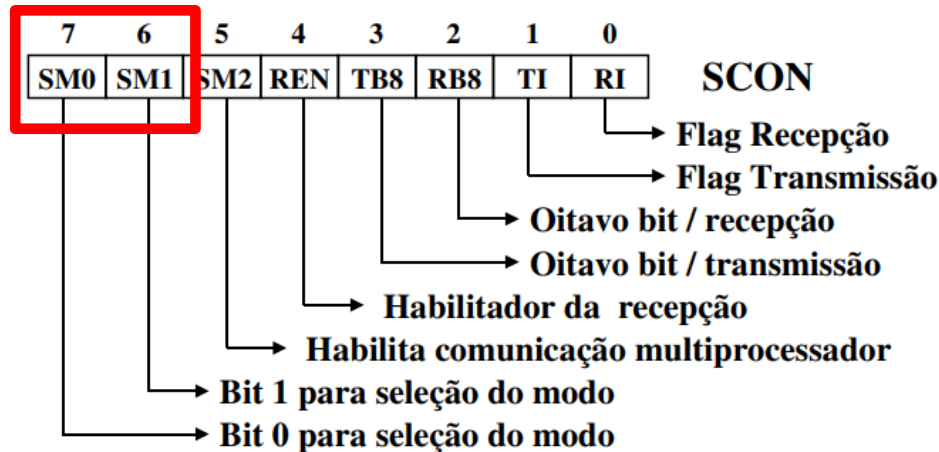 7 6 5 4 3 2 1 0
SM0 SM1 SM2 REN TB8 RB8 TI RI SCON
Flag Recepção
Flag Transmissão
Oitavo bit / recepção
Oitavo bit / transmissão
Habilitador da recepção
Habilita comunicação multiprocessador
Bit 1 para seleção do modo
Bit 0 para seleção do modo